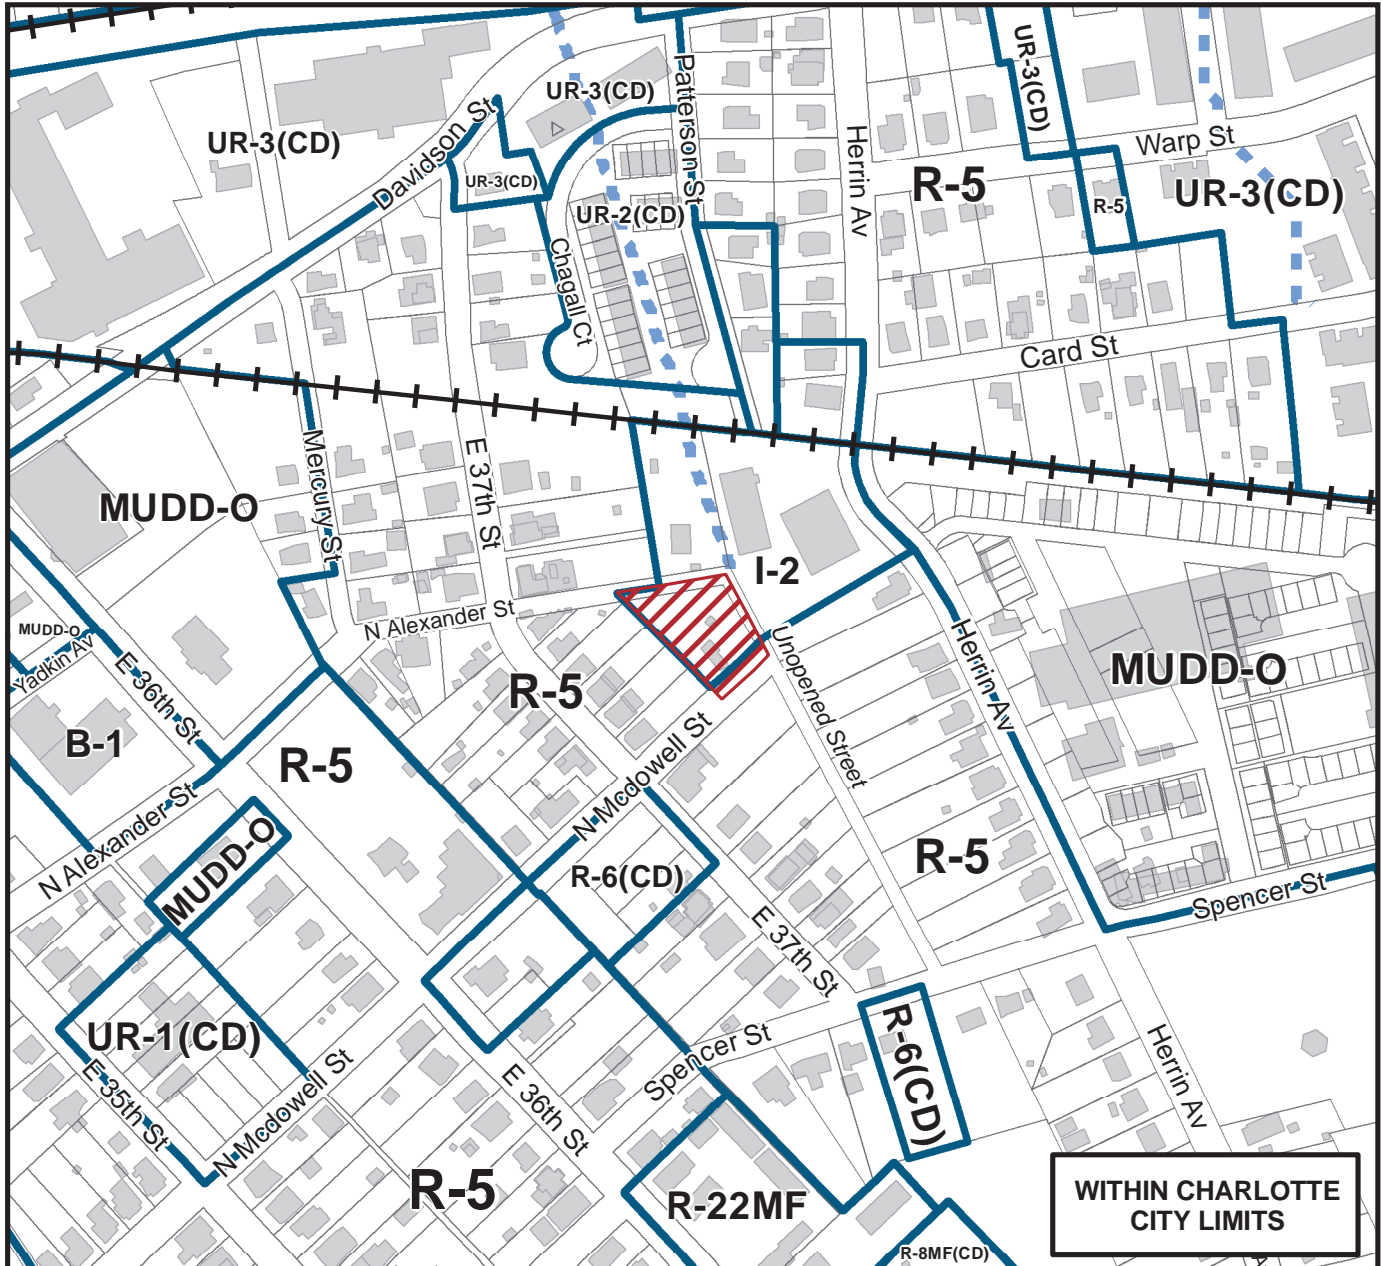 UR-3(CD)
UR-3(CD)
Patterson St
UR-3(CD)
Warp St
Herrin Av
R-5
UR-3(CD)
R-5
UR-3(CD)
Davidson St
UR-3(CD)
UR-2(CD)
Chagall Ct
Card St
Mercury St
E 37th St
MUDD-O
I-2
N Alexander St
Unopened Street
Herrin Av
MUDD-O
MUDD-O
Yadkin Av
E 36th St
R-5
B-1
R-5
N Mcdowell St
N Alexander St
MUDD-O
R-6(CD)
R-5
Spencer St
E 37th St
UR-1(CD)
E 35th St
N Mcdowell St
E 36th St
Spencer St
R-6(CD)
Herrin Av
R-5
R-22MF
R-8MF(CD)
WITHIN CHARLOTTE
CITY LIMITS